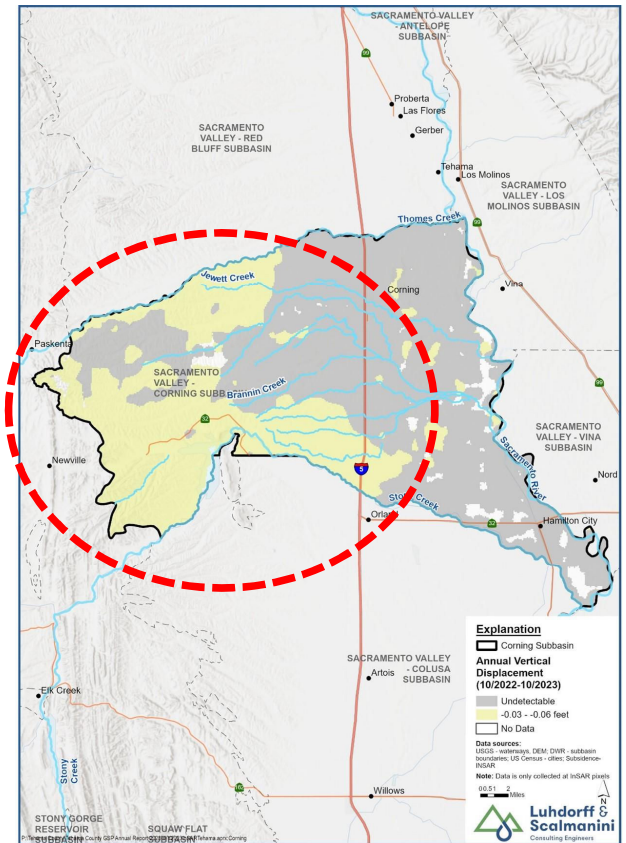 SACRAMENTO VALLEY
- ANTELOPE
SUBBASIN
99
Proberta
Las Flores
Gerber
SACRAMENTO
VALLEY - RED
BLUFF SUBBASIN
Tehama
Los Molinos
SACRAMENTO
VALLEY - LOS
MOLINOS SUBBASIN
Thomes Creek
99
Jewett Creek
Corning
Vina
Paskenta
SACRAMENTO
VALLEY -
CORNING SUBB
Brannin Creek
99
32
SACRAMENTO
VALLEY - VINA
SUBBASIN
Sacramento River
Newville
5
Nord
Stony Creek
Orland
32
Hamilton City
SACRAMENTO VALLEY
- COLUSA
SUBBASIN
Artois
Elk Creek
Stony
Creek
162
Willows
STONY GORGE
RESERVOIR
SUBBASIN
SQUAW FLAT
SUBBASIN
Explanation
Corning Subbasin
Annual Vertical
Displacement
(10/2022-10/2023)
Undetectable
-0.03 - -0.06 feet
No Data
Data sources:
USGS - waterways, DEM; DWR - subbasin
boundaries; US Census - cities; Subsidence-
INSAR
Note: Data is only collected at InSAR pixels
0 0.5 1 2
Miles
N
Luhdorff &
Scalmanini
Consulting Engineers